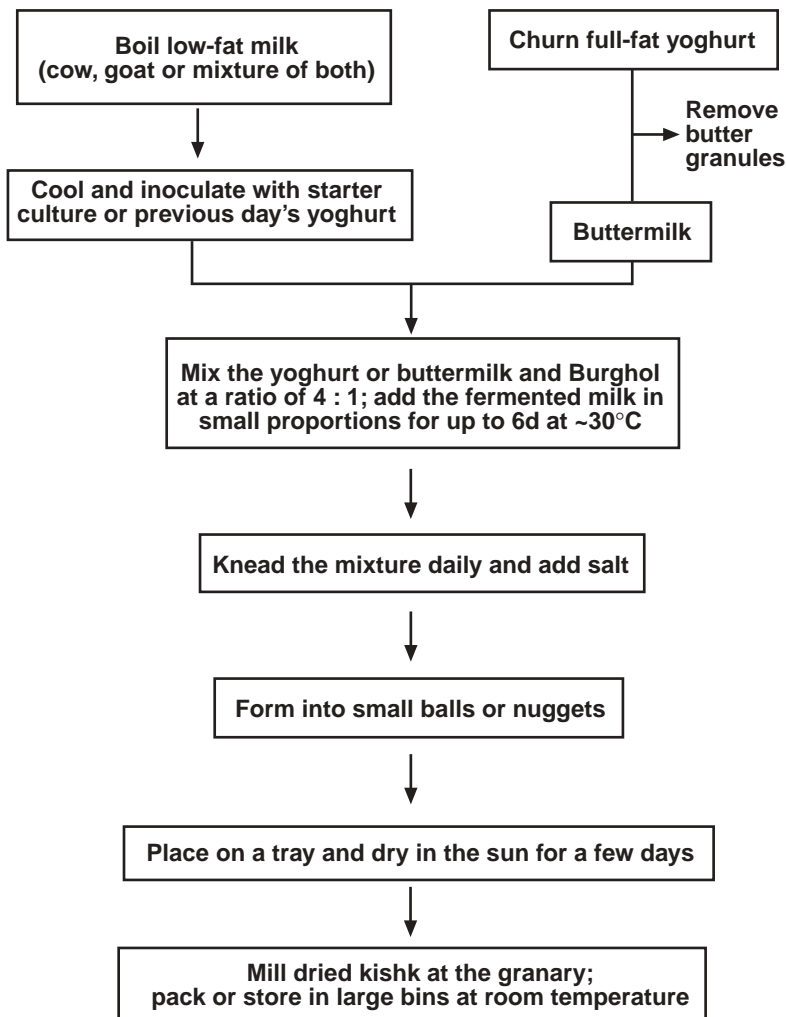 Boil low-fat milk
(cow, goat or mixture of both)
Churn full-fat yoghurt
Remove
butter
granules
Cool and inoculate with starter
culture or previous day’s yoghurt
Buttermilk
Mix the yoghurt or buttermilk and Burghol
at a ratio of 4 : 1; add the fermented milk in
small proportions for up to 6d at ~30°C
Knead the mixture daily and add salt
Form into small balls or nuggets
Place on a tray and dry in the sun for a few days
Mill dried kishk at the granary;
pack or store in large bins at room temperature